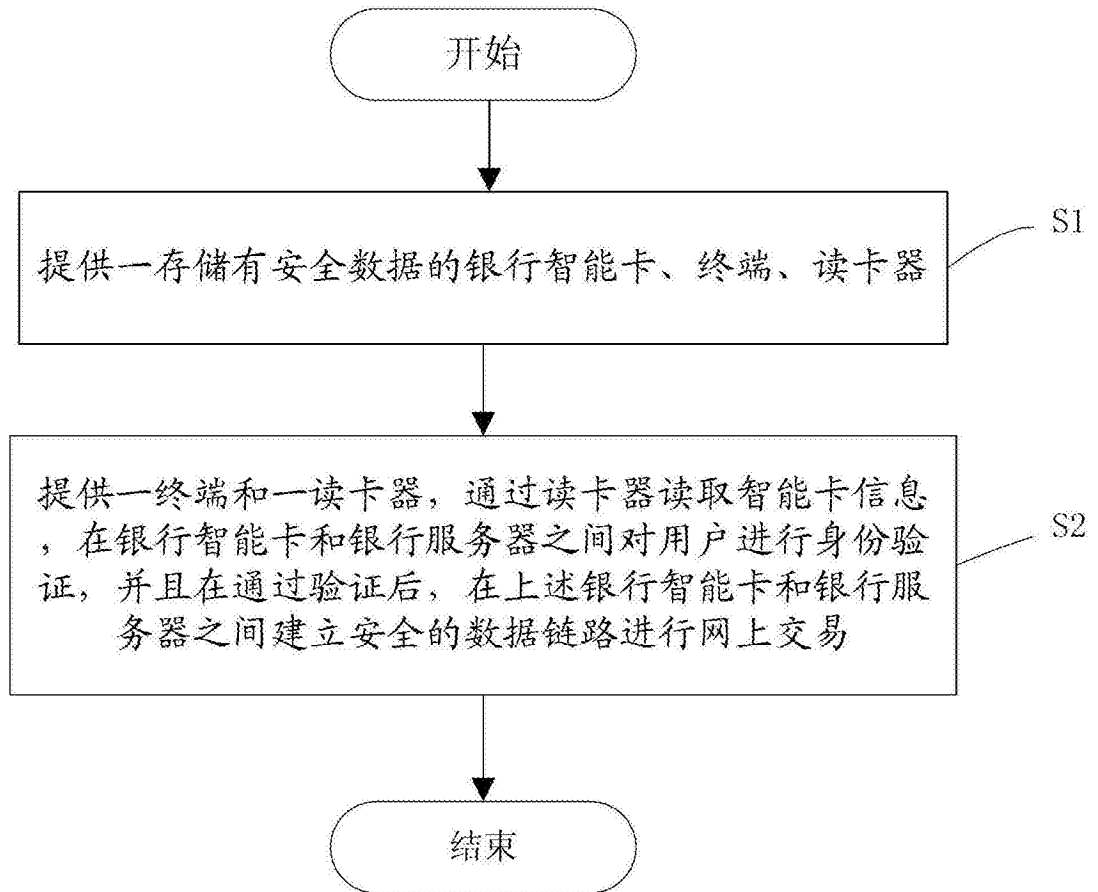 开始
提供一存储有安全数据的银行智能卡、终端、读卡器
S1
提供一终端和一读卡器，通过读卡器读取智能卡信息
，在银行智能卡和银行服务器之间对用户进行身份验
证，并且在通过验证后，在上述银行智能卡和银行服
务器之间建立安全的数据链路进行网上交易
S2
结束